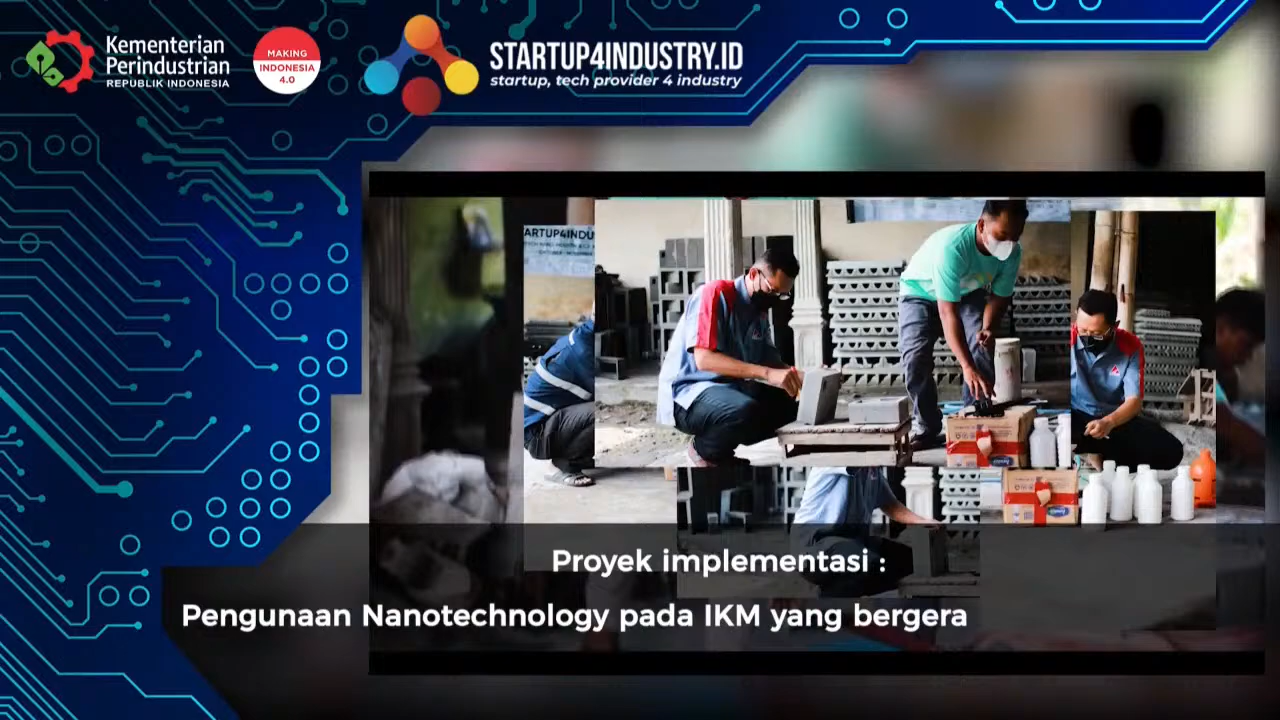 Kementerian
Perindustrian
REPUBLIK INDONESIA
MAKING
INDONESIA
4.0
STARTUP4INDUSTRY.ID
startup, tech provider 4 industry
ARTUP4INDU
Proyek implementasi :
Pengunaan Nanotechnology pada IKM yang bergera